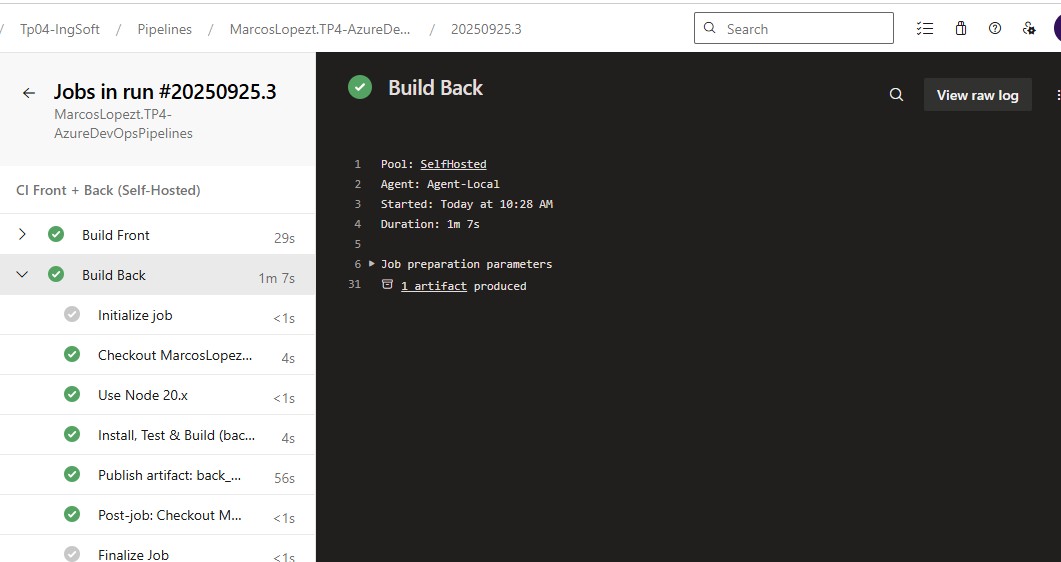 / Tp04-IngSoft / Pipelines / MarcosLopezt.TP4-AzureDe... / 20250925.3
Search
Jobs in run #20250925.3
MarcosLopezt.TP4-
AzureDevOpsPipelines
CI Front + Back (Self-Hosted)
Build Front 29s
Build Back 1m 7s
Initialize job <1s
Checkout MarcosLopez... 4s
Use Node 20.x <1s
Install, Test & Build (bac... 4s
Publish artifact: back_... 56s
Post-job: Checkout M... <1s
Finalize Job <1s
Build Back
View raw log
1 Pool: SelfHosted
2 Agent: Agent-Local
3 Started: Today at 10:28 AM
4 Duration: 1m 7s
5
6 Job preparation parameters
31 1 artifact produced